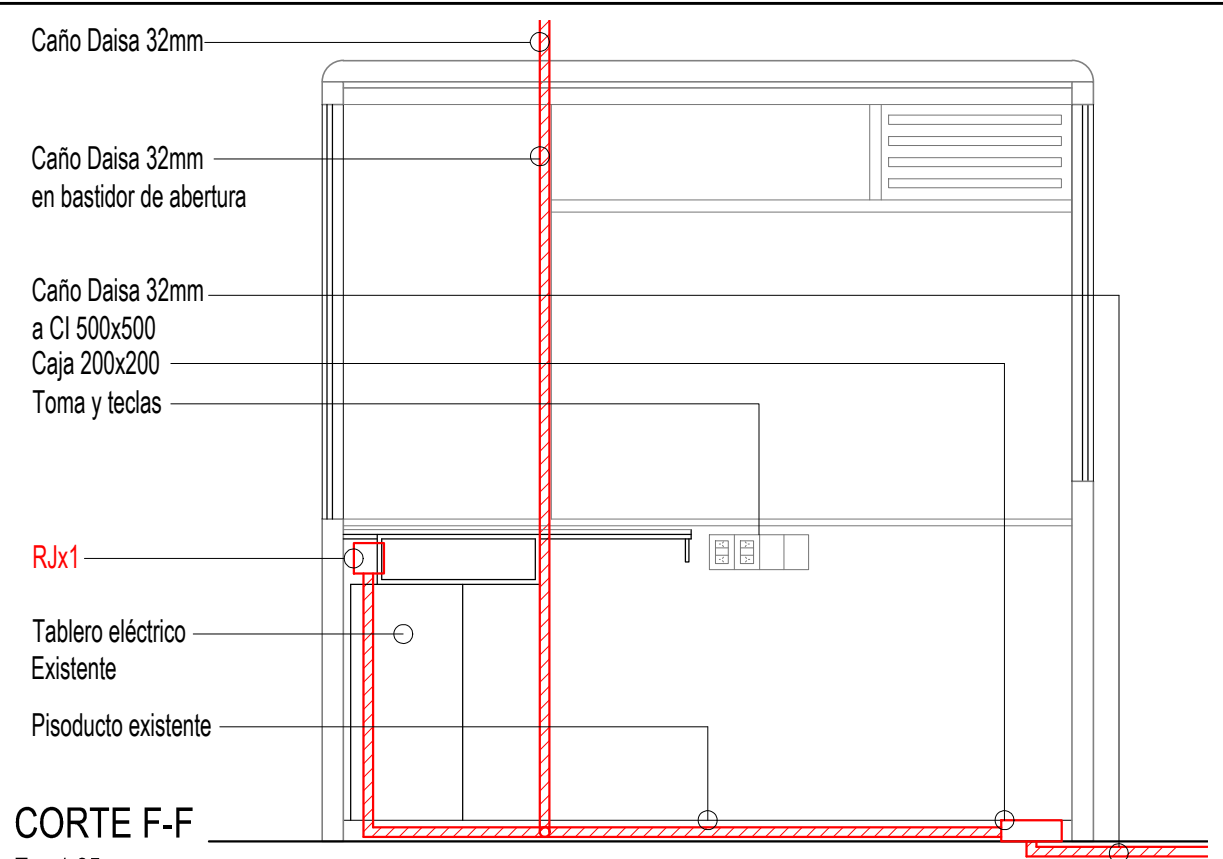 Caño Daisa 32mm
Caño Daisa 32mm
en bastidor de abertura
Caño Daisa 32mm
a CI 500x500
Caja 200x200
Toma y teclas
RJx1
Tablero eléctrico
Existente
Pisoducto existente
CORTE F-F